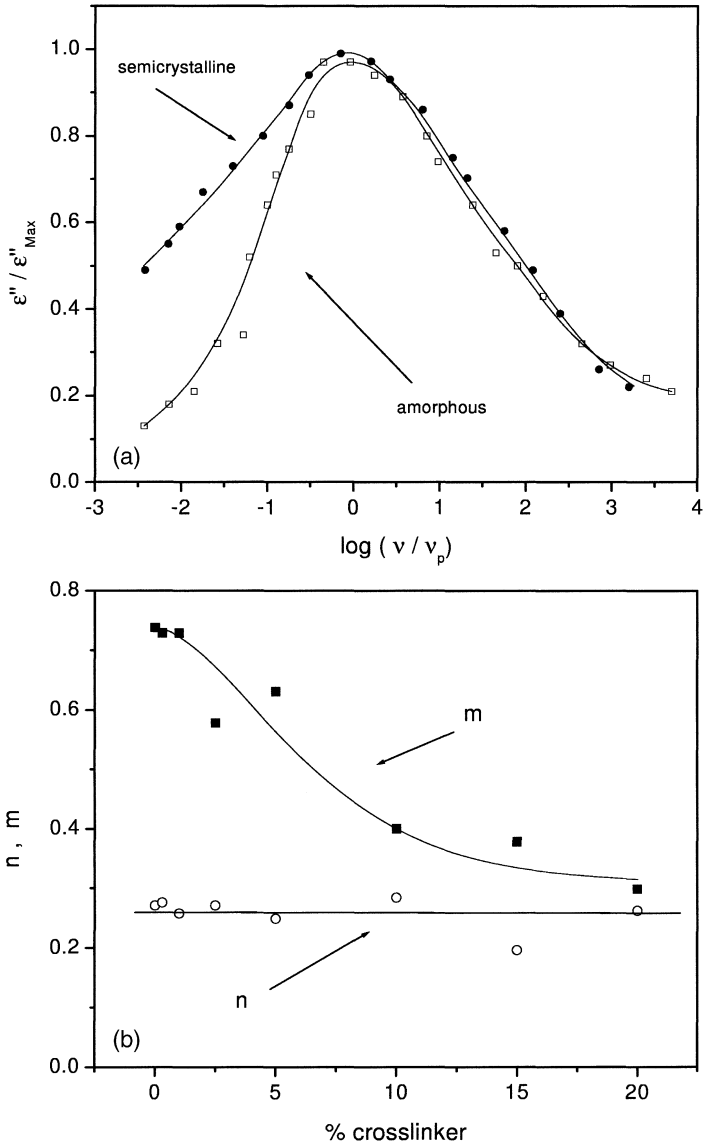 1.0
0.8
0.6
0.4
0.2
0.0
ε" / ε"Max
semicrystalline
amorphous
(a)
-3 -2 -1 0 1 2 3 4
log ( ν / νp)
0.8
0.6
0.4
0.2
0.0
n , m
m
n
(b)
0 5 10 15 20
% crosslinker